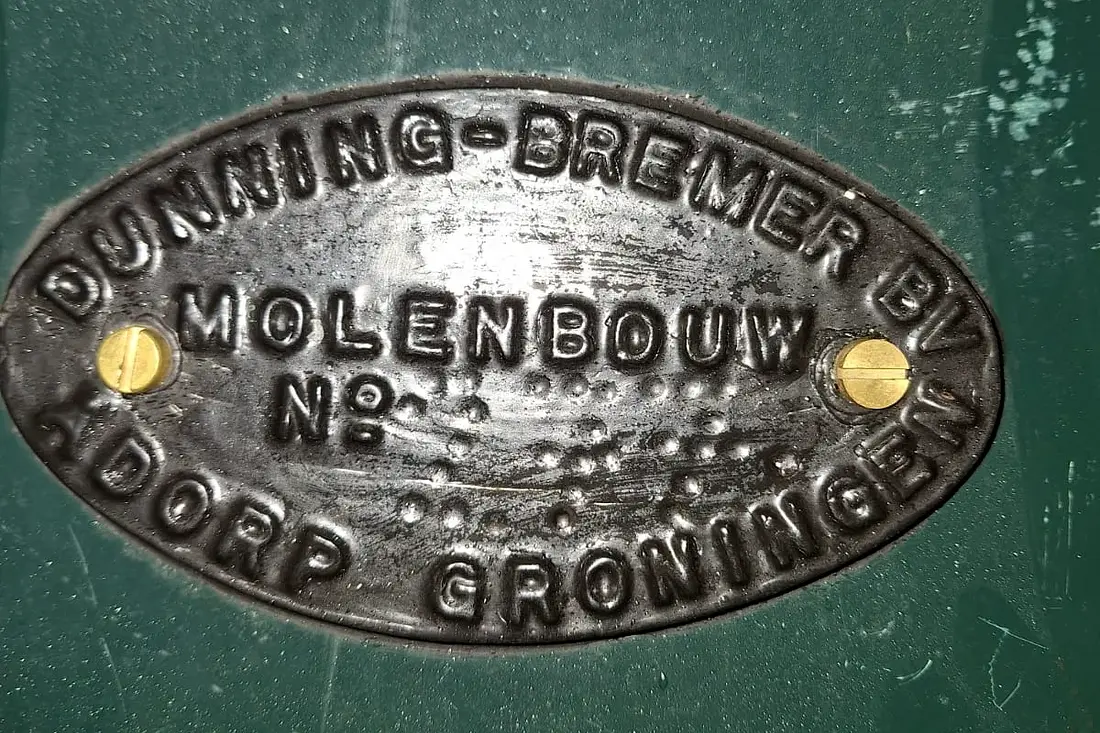 DUNNING-BREMER BV
MOLENBOUW
Nº
ADORP GRONINGEN